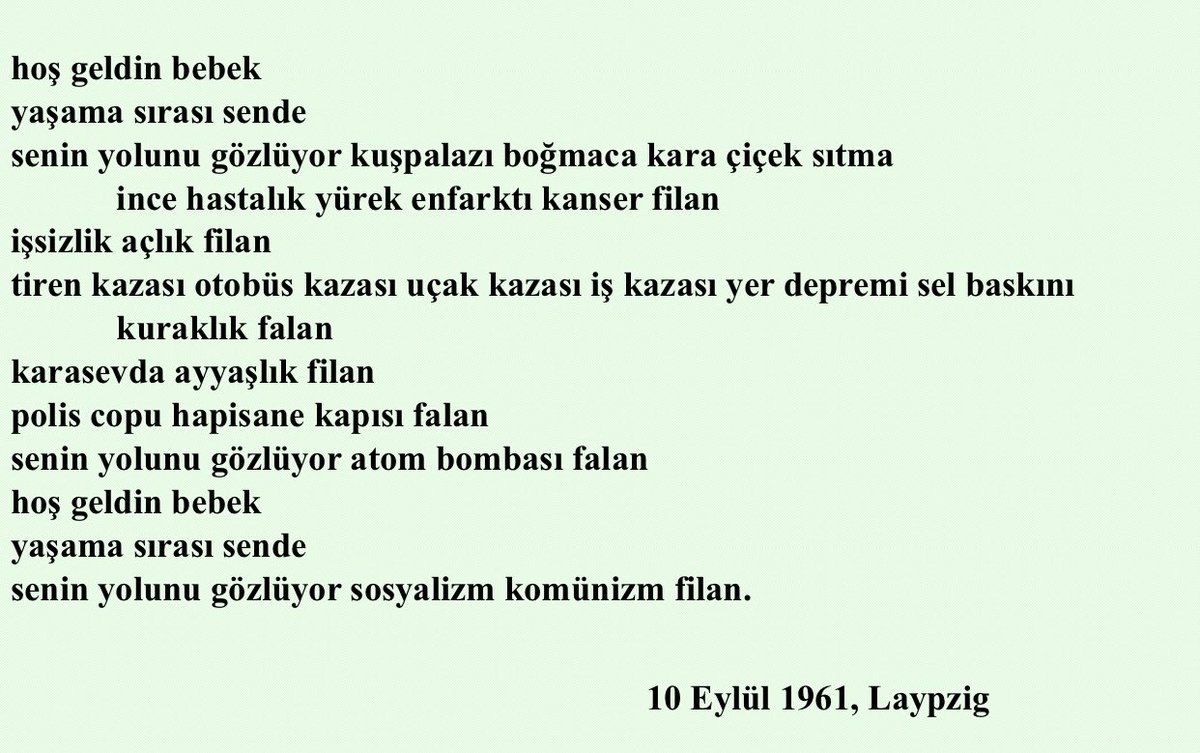 hoş geldin bebek
yaşama sırası sende
senin yolunu gözlüyor kuşpalazı boğmaca kara çiçek sıtma
ince hastalık yürek enfarktı kanser filan
işsizlik açlık filan
tiren kazası otobüs kazası uçak kazası iş kazası yer depremi sel baskını
kuraklık falan
karasevda ayyaşlık filan
polis copu hapisane kapısı falan
senin yolunu gözlüyor atom bombası falan
hoş geldin bebek
yaşama sırası sende
senin yolunu gözlüyor sosyalizm komünizm filan.
10 Eylül 1961, Laypzig